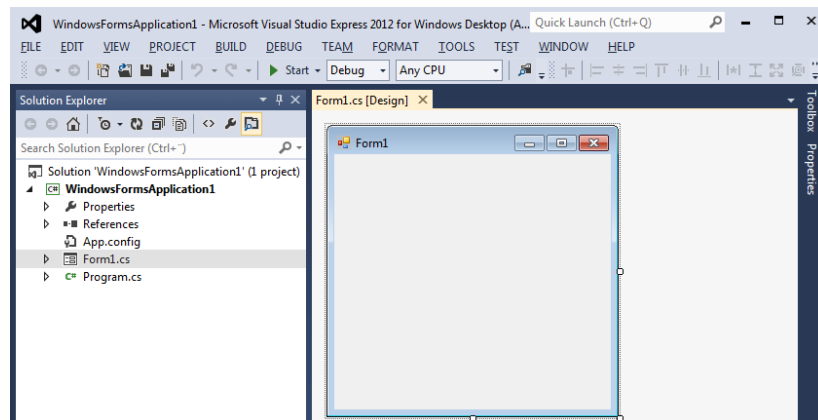 WindowsFormsApplication1 - Microsoft Visual Studio Express 2012 for Windows Desktop (A... Quick Launch (Ctrl+Q)
FILE EDIT VIEW PROJECT BUILD DEBUG TEAM FORMAT TOOLS TEST WINDOW HELP
Start Debug Any CPU
Solution Explorer
Search Solution Explorer (Ctrl+¨)
Solution 'WindowsFormsApplication1' (1 project)
C# WindowsFormsApplication1
Properties
References
App.config
Form1.cs
C# Program.cs
Form1.cs [Design]
Form1
Toolbox
Properties